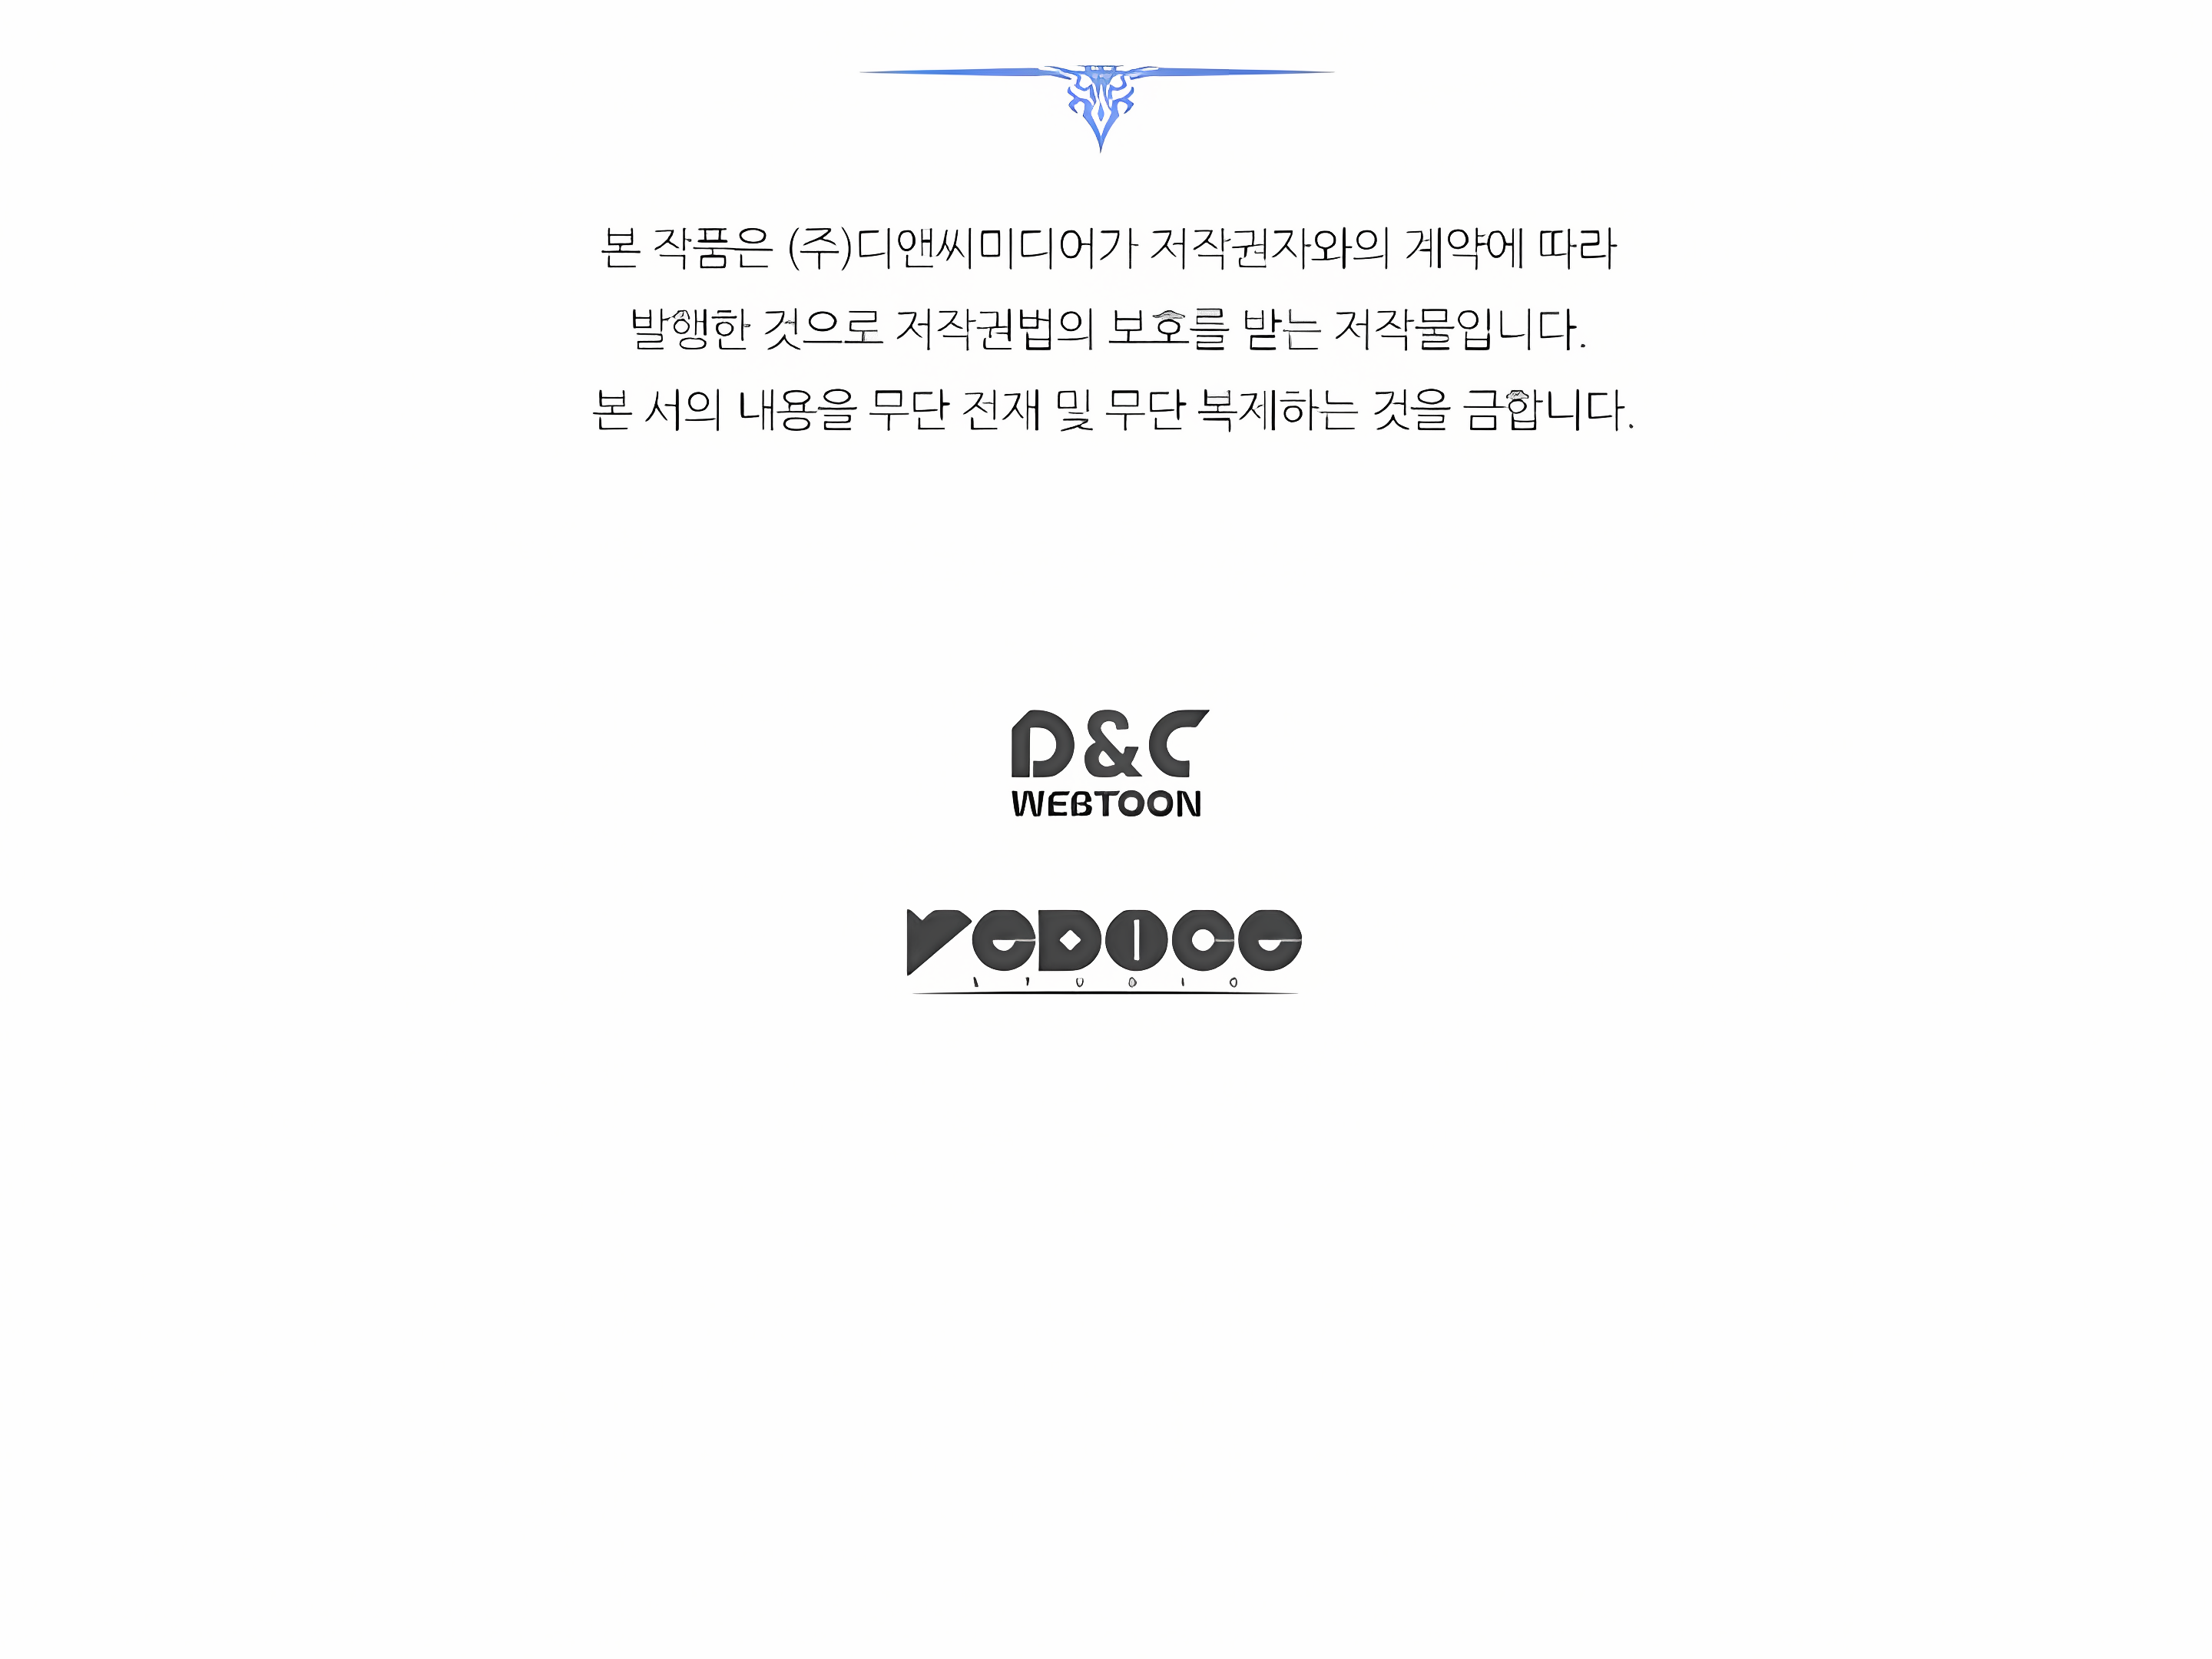 본 작품은 (주)디앤씨미디어가 저작권자와의 계약에 따라
발행한 것으로 저작권법의 보호를 받는 저작물입니다.
본 서의 내용을 무단 전재 및 무단 복제하는 것을 금합니다.
D&C
WEBTOON
REDICE
STUDIO